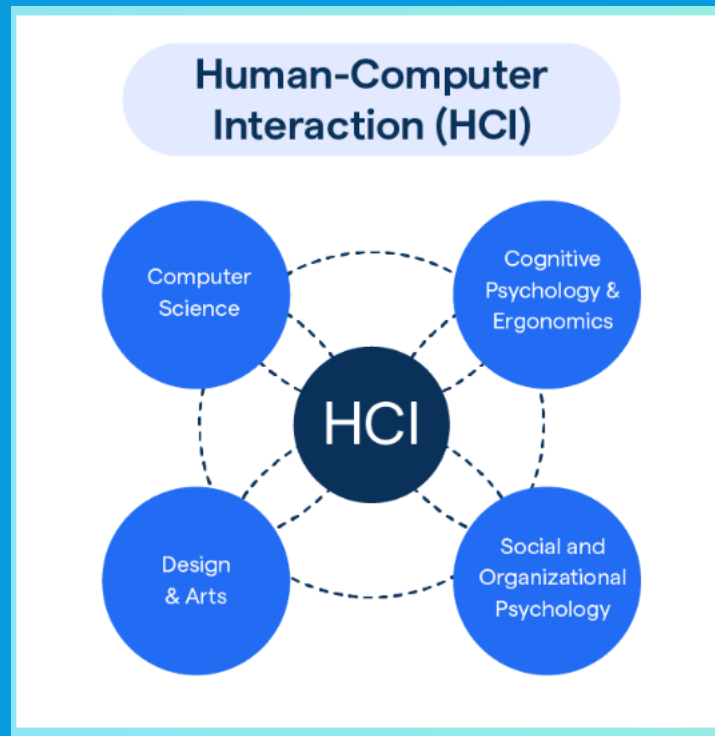 Human-Computer
Interaction (HCI)
Computer
Science
Cognitive
Psychology &
Ergonomics
HCI
Design
& Arts
Social and
Organizational
Psychology